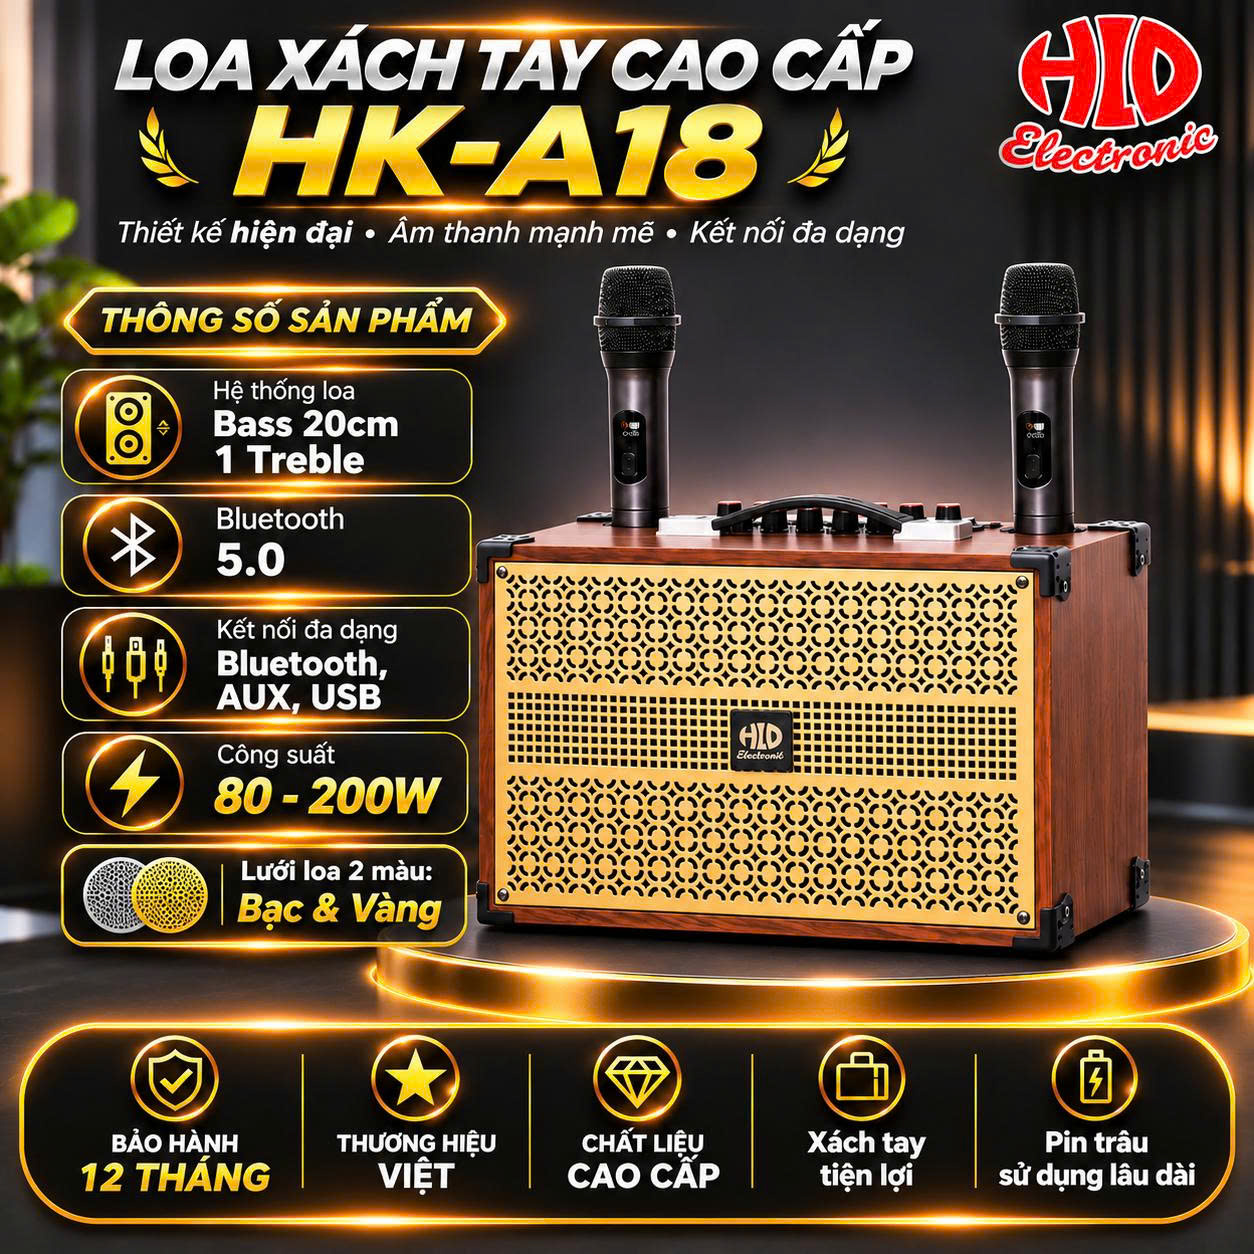 LOA XÁCH TAY CAO CẤP
HK-A18
Thiết kế hiện đại • Âm thanh mạnh mẽ • Kết nối đa dạng
HLD
Electronic
THÔNG SỐ SẢN PHẨM
Hệ thống loa
Bass 20cm
1 Treble
Bluetooth
5.0
Kết nối đa dạng
Bluetooth,
AUX, USB
Công suất
80 - 200W
Lưới loa 2 màu:
Bạc & Vàng
HLD
Electronic
BẢO HÀNH
12 THÁNG
THƯƠNG HIỆU
VIỆT
CHẤT LIỆU
CAO CẤP
Xách tay
tiện lợi
Pin trâu
sử dụng lâu dài